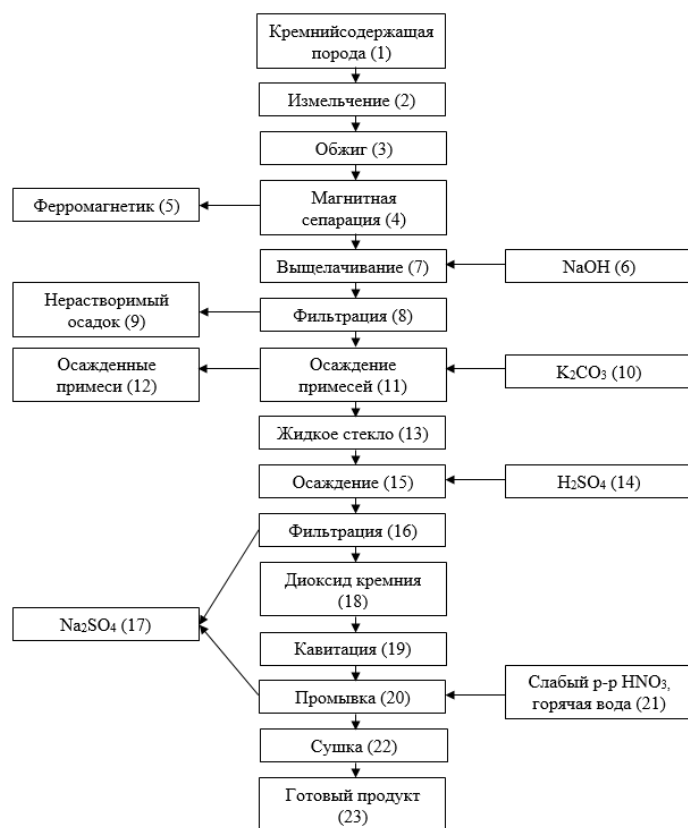 Кремнийсодержащая
порода (1)
Измельчение (2)
Обжиг (3)
Ферромагнетик (5)
Магнитная
сепарация (4)
Выщелачивание (7)
NaOH (6)
Нерастворимый
осадок (9)
Фильтрация (8)
Осажденные
примеси (12)
Осаждение
примесей (11)
K₂CO₃ (10)
Жидкое стекло (13)
Осаждение (15)
H₂SO₄ (14)
Фильтрация (16)
Диоксид кремния
(18)
Na₂SO₄ (17)
Кавитация (19)
Промывка (20)
Слабый р-р HNO₃,
горячая вода (21)
Сушка (22)
Готовый продукт
(23)